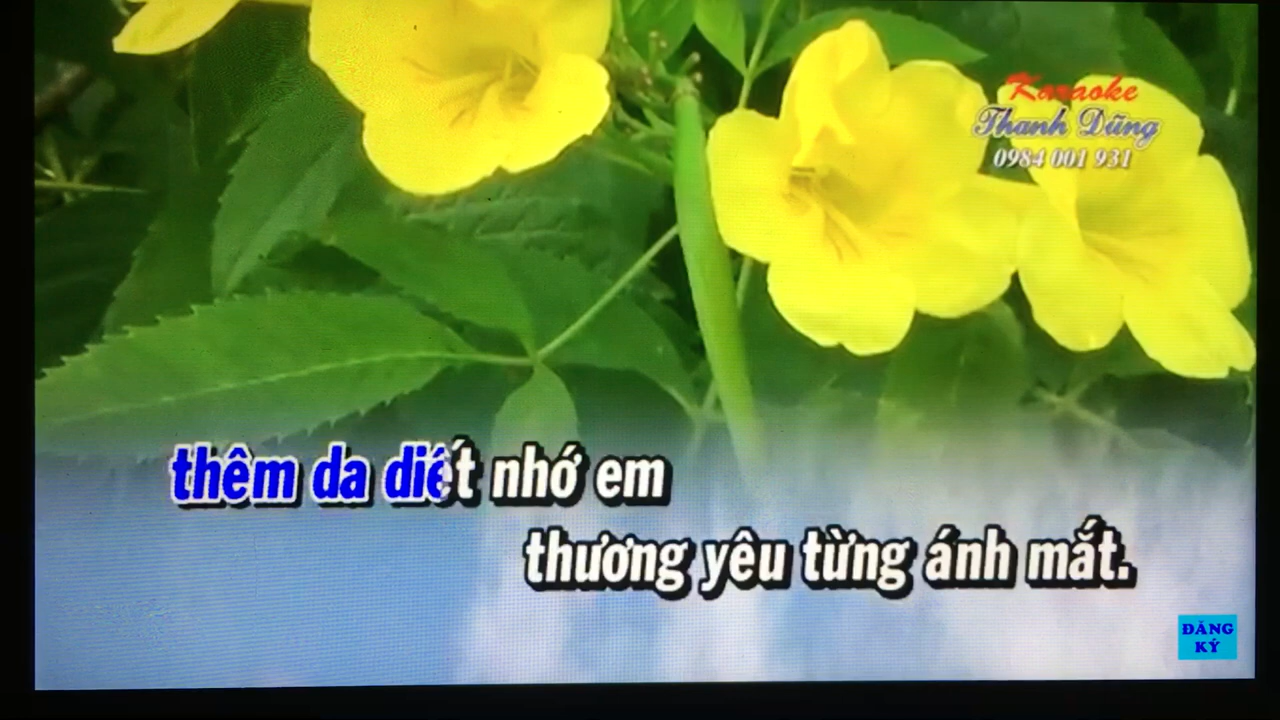 Karaoke
Thanh Dũng
0984 001 931
thêm da diết nhớ em
thương yêu từng ánh mắt.
ĐĂNG
KÝ